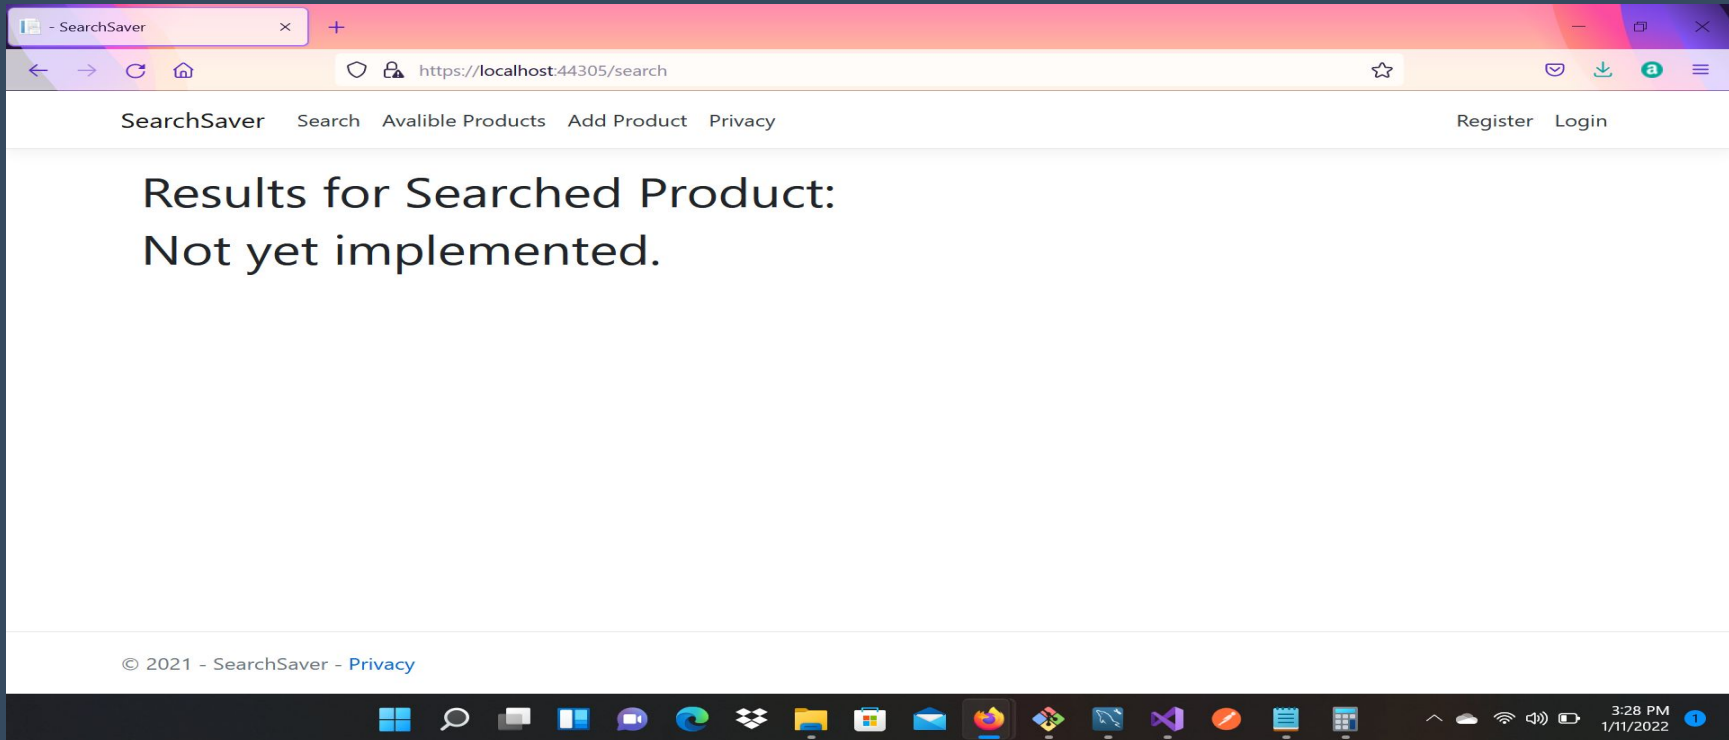 - SearchSaver
https://localhost:44305/search
a
SearchSaver Search Avalible Products Add Product Privacy Register Login
Results for Searched Product:
Not yet implemented.
© 2021 - SearchSaver - Privacy
3:28 PM
1/11/2022
1